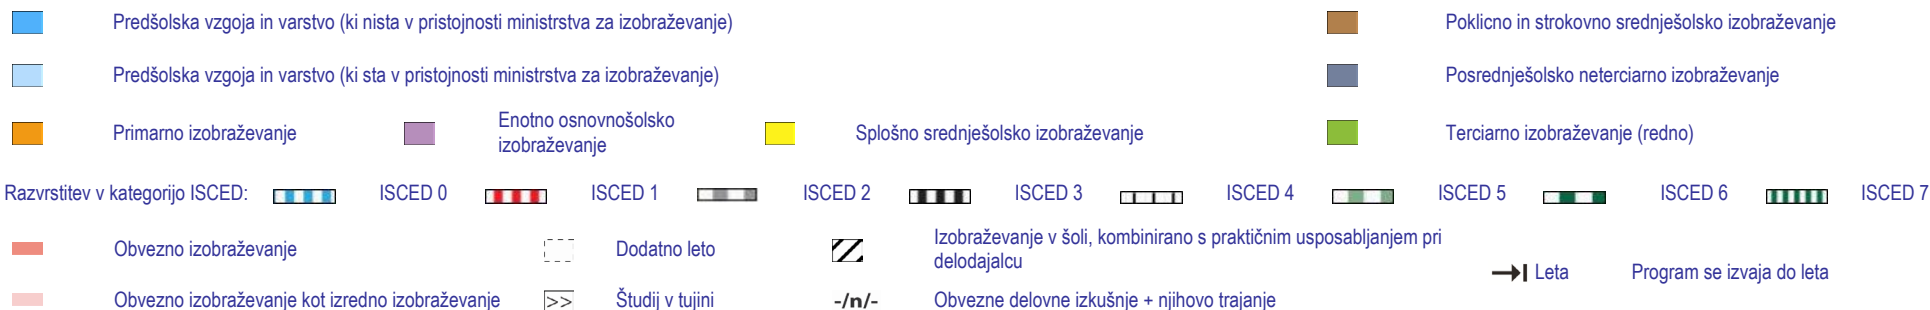 Predšolska vzgoja in varstvo (ki nista v pristojnosti ministrstva za izobraževanje)
Poklicno in strokovno srednješolsko izobraževanje
Predšolska vzgoja in varstvo (ki sta v pristojnosti ministrstva za izobraževanje)
Posrednješolsko neterciarno izobraževanje
Primarno izobraževanje
Enotno osnovnošolsko
izobraževanje
Splošno srednješolsko izobraževanje
Terciarno izobraževanje (redno)
Razvrstitev v kategorijo ISCED: ISCED 0 ISCED 1 ISCED 2 ISCED 3 ISCED 4 ISCED 5 ISCED 6 ISCED 7
Obvezno izobraževanje
Dodatno leto
Izobraževanje v šoli, kombinirano s praktičnim usposabljanjem pri
delodajalcu
Leta Program se izvaja do leta
Obvezno izobraževanje kot izredno izobraževanje
>> Študij v tujini
-/n/- Obvezne delovne izkušnje + njihovo trajanje